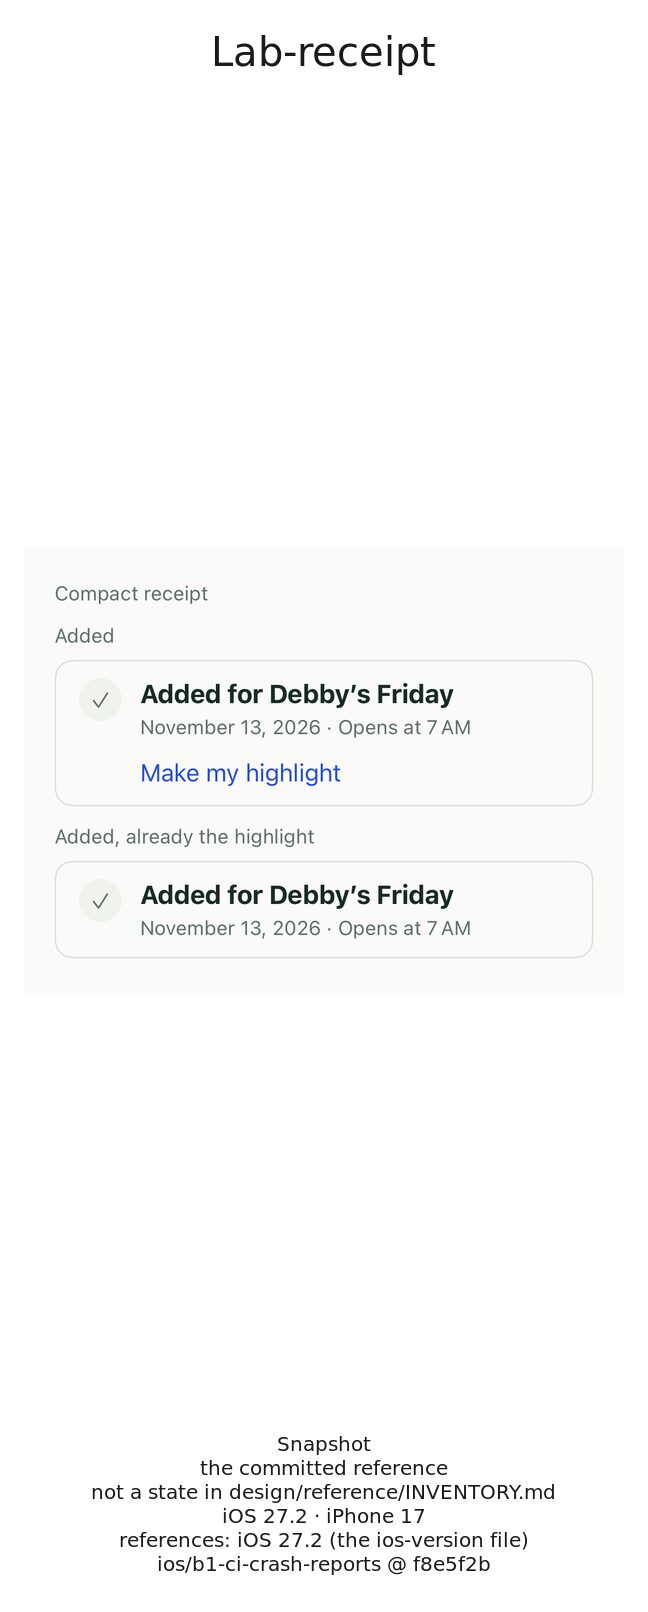 Lab-receipt
Compact receipt
Added
Added for Debby’s Friday
November 13, 2026 · Opens at 7 AM
Make my highlight
Added, already the highlight
Added for Debby’s Friday
November 13, 2026 · Opens at 7 AM
Snapshot
the committed reference
not a state in design/reference/INVENTORY.md
iOS 27.2 · iPhone 17
references: iOS 27.2 (the ios-version file)
ios/b1-ci-crash-reports @ f8e5f2b